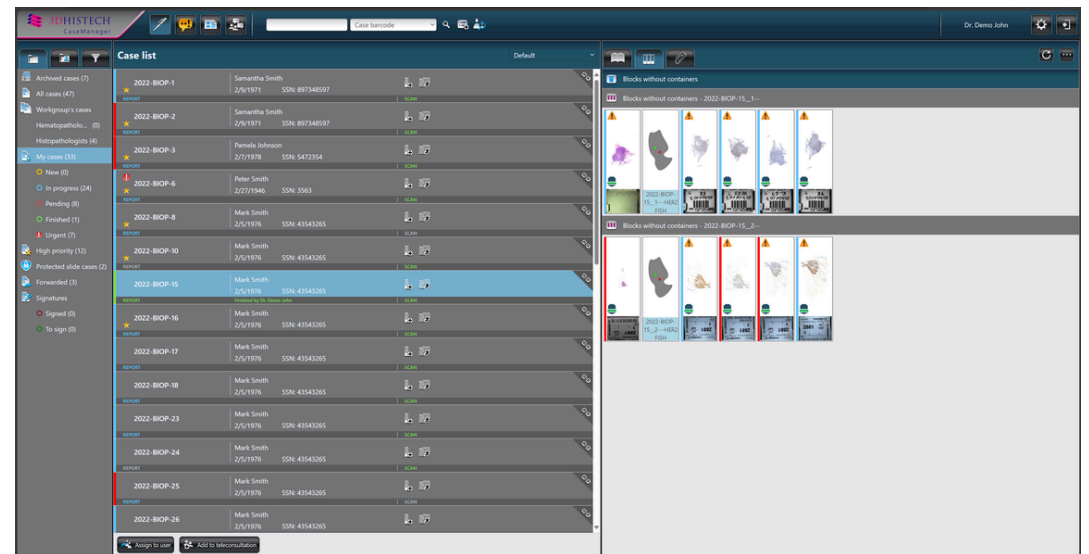 3DHISTECH
CaseManager
Case barcode
Dr. Demo John
Case list
Default
Archived cases (7)
All cases (47)
Workgroup's cases
Hematopatholo... (0)
Histopathologists (4)
My cases (33)
New (0)
In progress (24)
Pending (8)
Finished (1)
Urgent (7)
High priority (12)
Protected slide cases (2)
Forwarded (3)
Signatures
Signed (0)
To sign (0)
2022-BIOP-1
Samantha Smith
2/9/1971 SSN: 897348597
REPORT | SCAN
2022-BIOP-2
Samantha Smith
2/9/1971 SSN: 897348597
REPORT | SCAN
2022-BIOP-3
Pamela Johnson
2/7/1978 SSN: 5472354
REPORT | SCAN
2022-BIOP-6
Peter Smith
2/27/1946 SSN: 3563
REPORT | SCAN
2022-BIOP-8
Mark Smith
2/5/1976 SSN: 43543265
REPORT | SCAN
2022-BIOP-10
Mark Smith
2/5/1976 SSN: 43543265
REPORT | SCAN
2022-BIOP-15
Mark Smith
2/5/1976 SSN: 43543265
REPORT Finished by Dr. Demo John | SCAN
2022-BIOP-16
Mark Smith
2/5/1976 SSN: 43543265
REPORT | SCAN
2022-BIOP-17
Mark Smith
2/5/1976 SSN: 43543265
REPORT | SCAN
2022-BIOP-18
Mark Smith
2/5/1976 SSN: 43543265
REPORT | SCAN
2022-BIOP-23
Mark Smith
2/5/1976 SSN: 43543265
REPORT | SCAN
2022-BIOP-24
Mark Smith
2/5/1976 SSN: 43543265
REPORT | SCAN
2022-BIOP-25
Mark Smith
2/5/1976 SSN: 43543265
REPORT | SCAN
2022-BIOP-26
Mark Smith
2/5/1976 SSN: 43543265
Assign to user
Add to teleconsultation
Blocks without containers
Blocks without containers - 2022-BIOP-15__1--
2022-BIOP-
15__1---HER2
FISH
Blocks without containers - 2022-BIOP-15__2--
2022-BIOP-
15__2---HER2
FISH